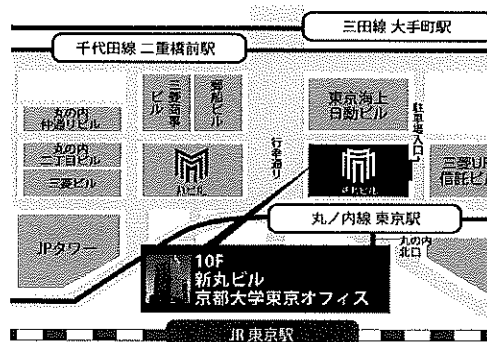 三田線 大手町駅
千代田線 二重橋前駅
三菱商事
ビル
郵船ビル
東京海上
日動ビル
駐車場入口
丸の内
仲通りビル
行幸通り
丸の内
二丁目ビル
三菱ビル
丸ビル
新丸ビル
三菱UFJ
信託ビル
丸ノ内線 東京駅
JPタワー
丸の内
北口
10F
新丸ビル
京都大学東京オフィス
JR 東京駅